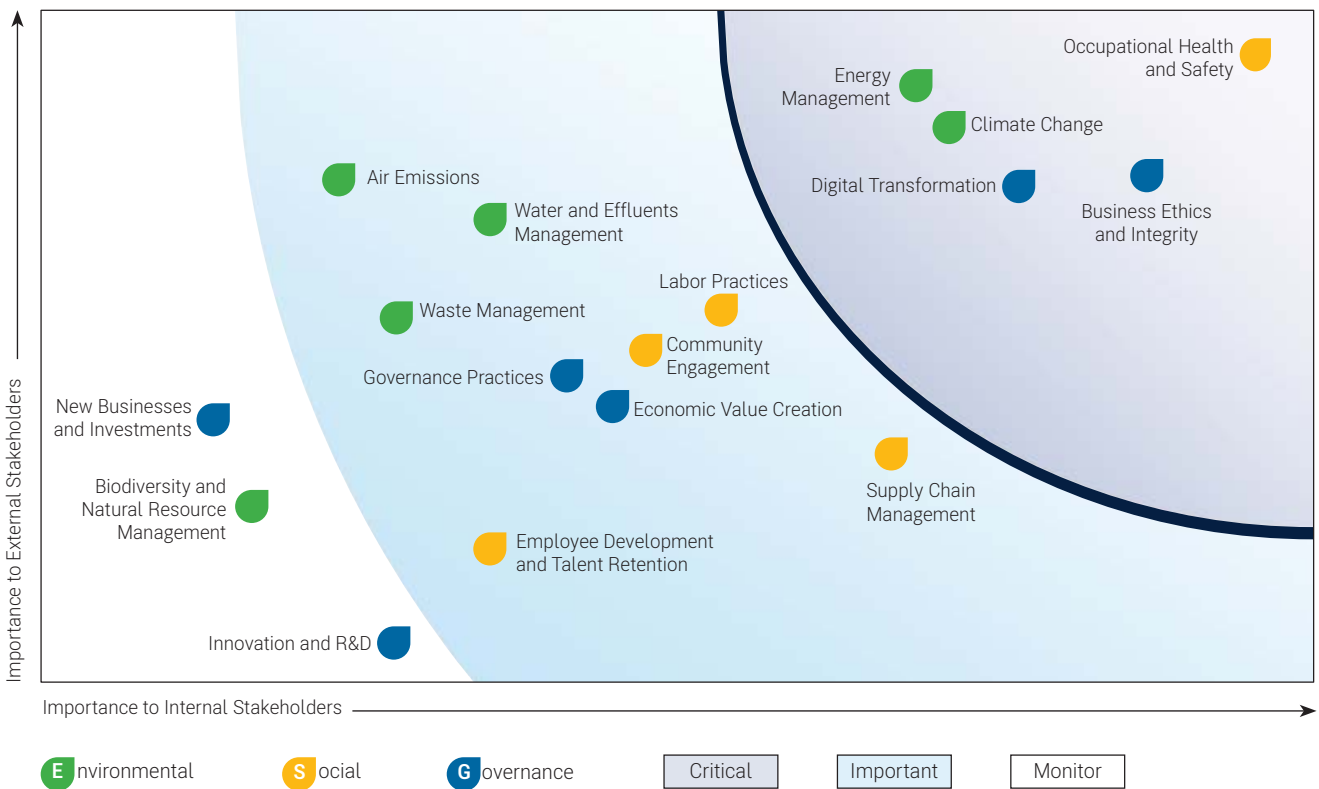 Importance to External Stakeholders
Occupational Health
and Safety
Energy
Management
Climate Change
Digital Transformation
Business Ethics
and Integrity
Air Emissions
Water and Effluents
Management
Labor Practices
Waste Management
Community
Engagement
Governance Practices
Economic Value Creation
New Businesses
and Investments
Supply Chain
Management
Biodiversity and
Natural Resource
Management
Employee Development
and Talent Retention
Innovation and R&D
Importance to Internal Stakeholders
Environmental
Social
Governance
Critical
Important
Monitor